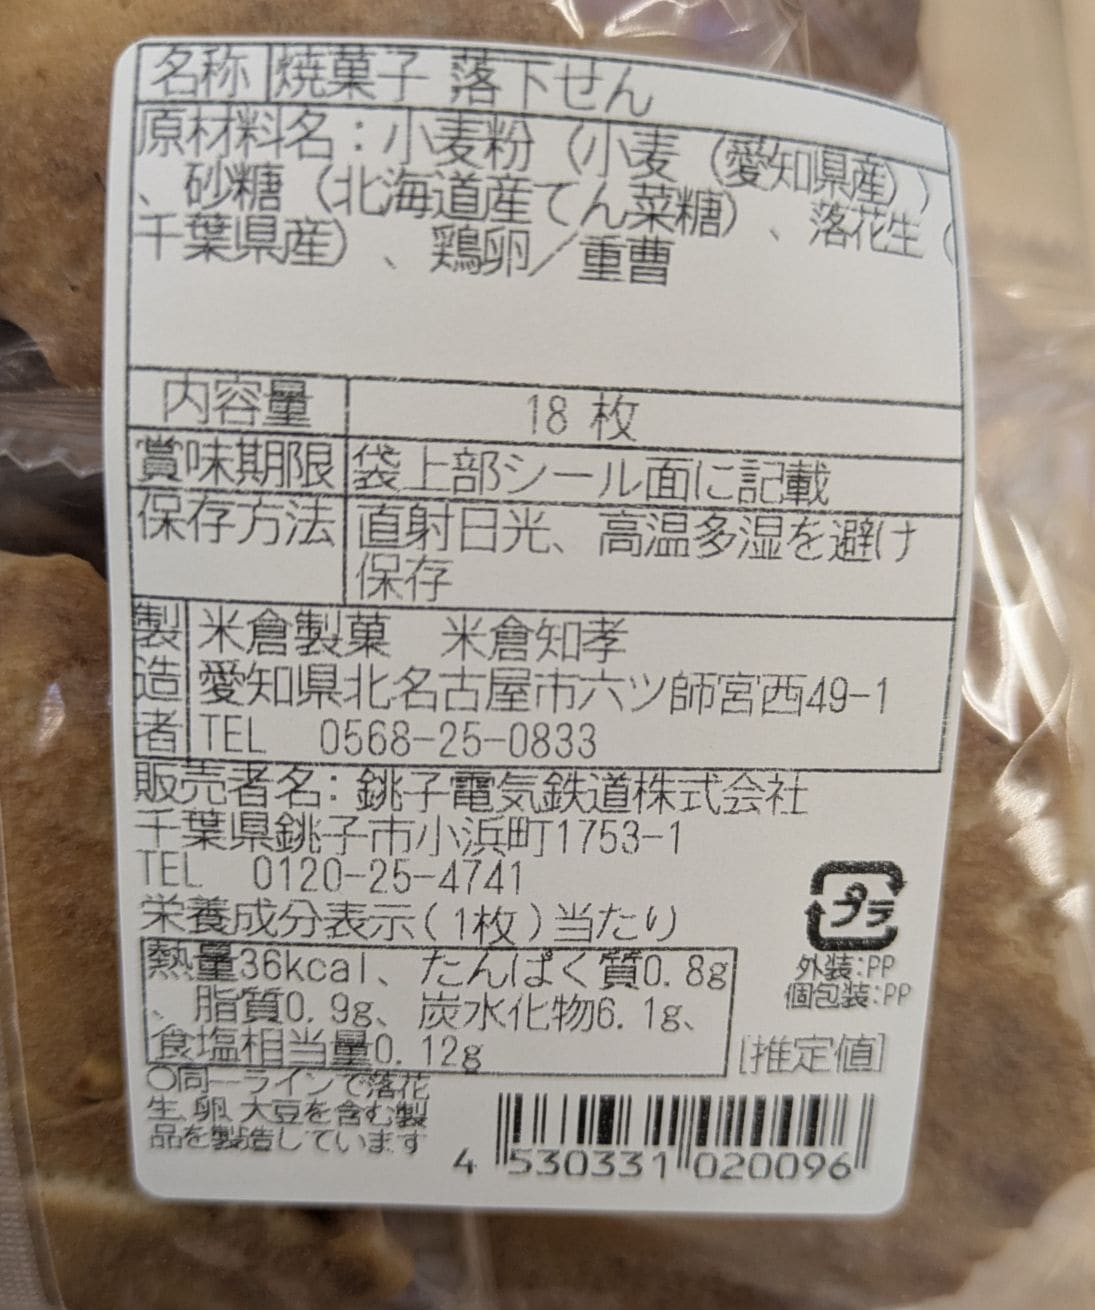 名称 焼菓子 落下せん
原材料名：小麦粉（小麦（愛知県産））
、砂糖（北海道産てん菜糖）、落花生（
千葉県産）、鶏卵／重曹
内容量 18 枚
賞味期限 袋上部シール面に記載
保存方法 直射日光、高温多湿を避け
保存
製造者 米倉製菓 米倉知孝
愛知県北名古屋市六ツ師宮西49-1
TEL 0568-25-0833
販売者名：銚子電気鉄道株式会社
千葉県銚子市小浜町1753-1
TEL 0120-25-4741
栄養成分表示(1枚)当たり
熱量36kcal、たんぱく質0.8g
、脂質0.9g、炭水化物6.1g、
食塩相当量0.12g
[推定値]
プラ
外装:PP
個包装:PP
○同一ラインで落花
生、卵、大豆を含む製
品を製造しています
4 530331 020096